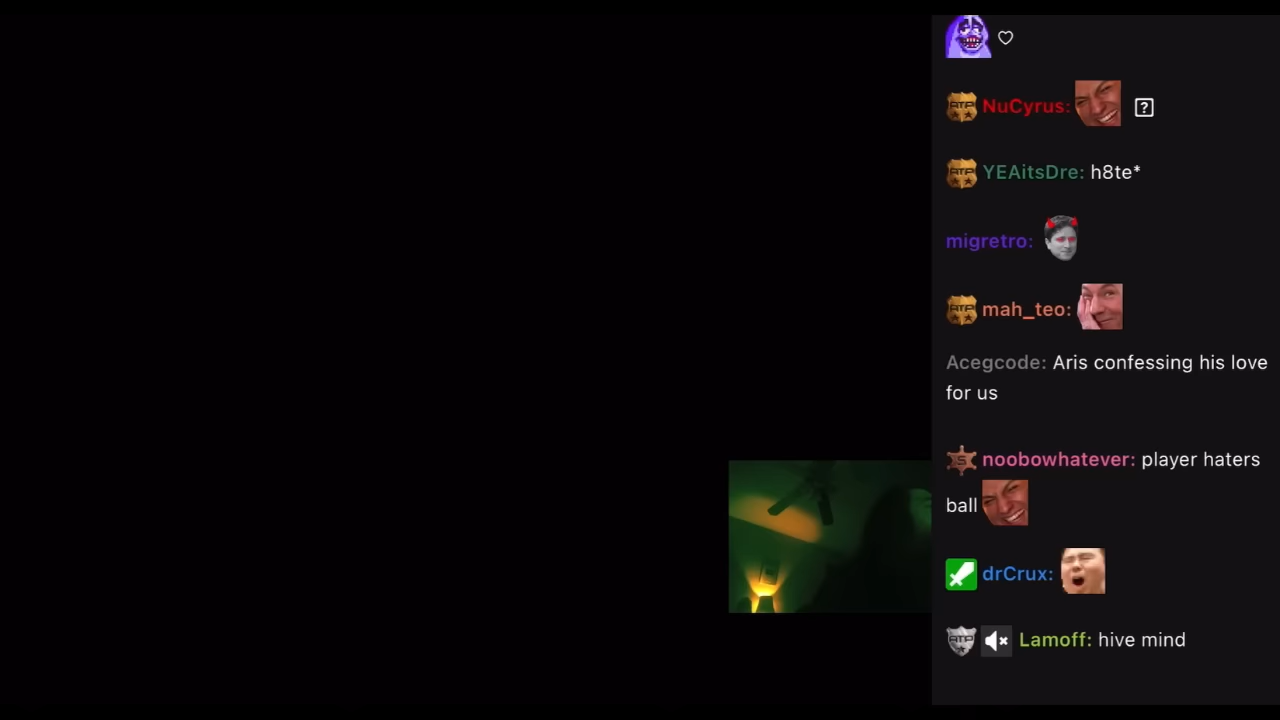 ♡
NuCyrus: ?
YEAitsDre: h8te*
migretro:
mah_teo:
Acegcode: Aris confessing his love
for us
noobowhatever: player haters
ball
drCrux:
Lamoff: hive mind